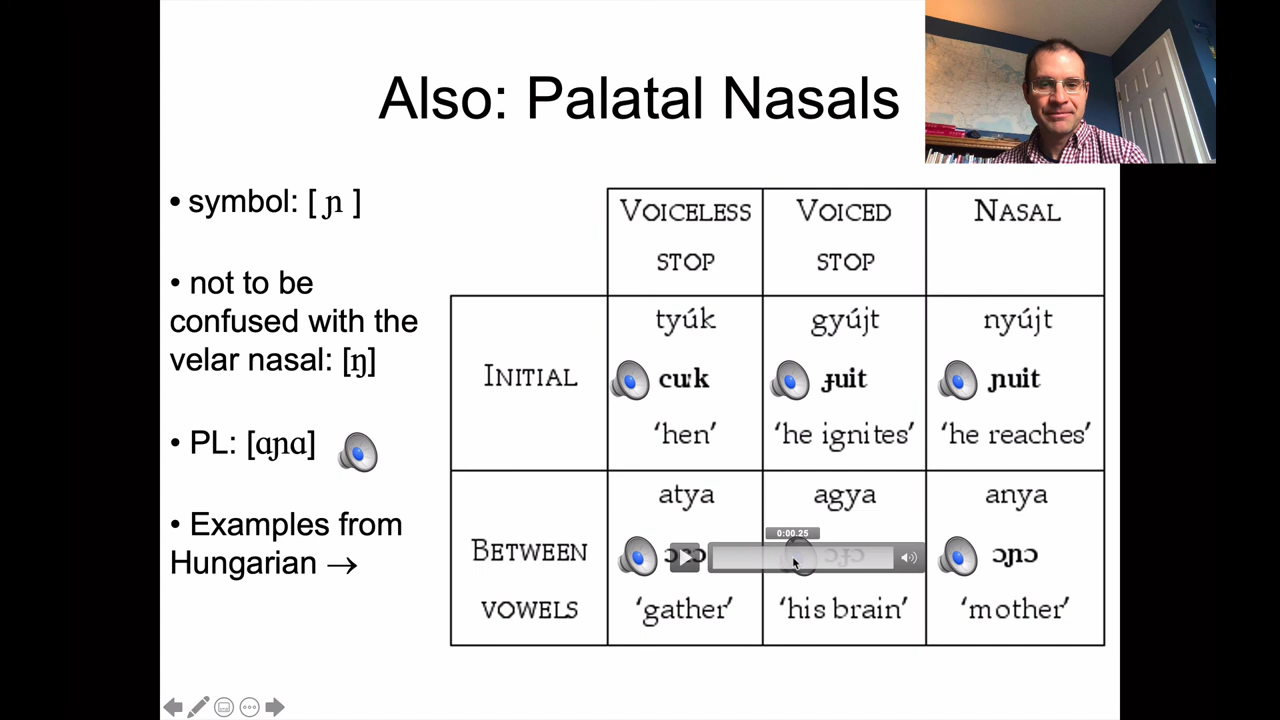 Also: Palatal Nasals
• symbol: [ ɲ ]
• not to be
confused with the
velar nasal: [ŋ]
• PL: [ɑɲɑ]
• Examples from
Hungarian →
VOICELESS
STOP
VOICED
STOP
NASAL
INITIAL
tyúk
cuːk
‘hen’
gyújt
ɟuit
‘he ignites’
nyújt
ɲuit
‘he reaches’
BETWEEN
VOWELS
atya
‘gather’
agya
0:00.25
ɔɟɔ
‘his brain’
anya
ɔɲɔ
‘mother’